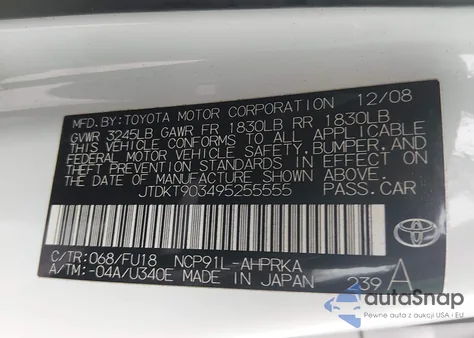 MFD.BY:TOYOTA MOTOR CORPORATION 12/08
GVWR 3245LB GAWR FR 1830LB RR 1830LB
THIS VEHICLE CONFORMS TO ALL APPLICABLE
FEDERAL MOTOR VEHICLE SAFETY,BUMPER,AND
THEFT PREVENTION STANDARDS IN EFFECT ON
THE DATE OF MANUFACTURE SHOWN ABOVE.
JTDKT903495255555 PASS.CAR
C/TR:068/FU18 NCP91L-AHPRKA
A/TM:-04A/U340E MADE IN JAPAN 239 A
TOYOTA
autoSnap
Pewne auta z USA i EU